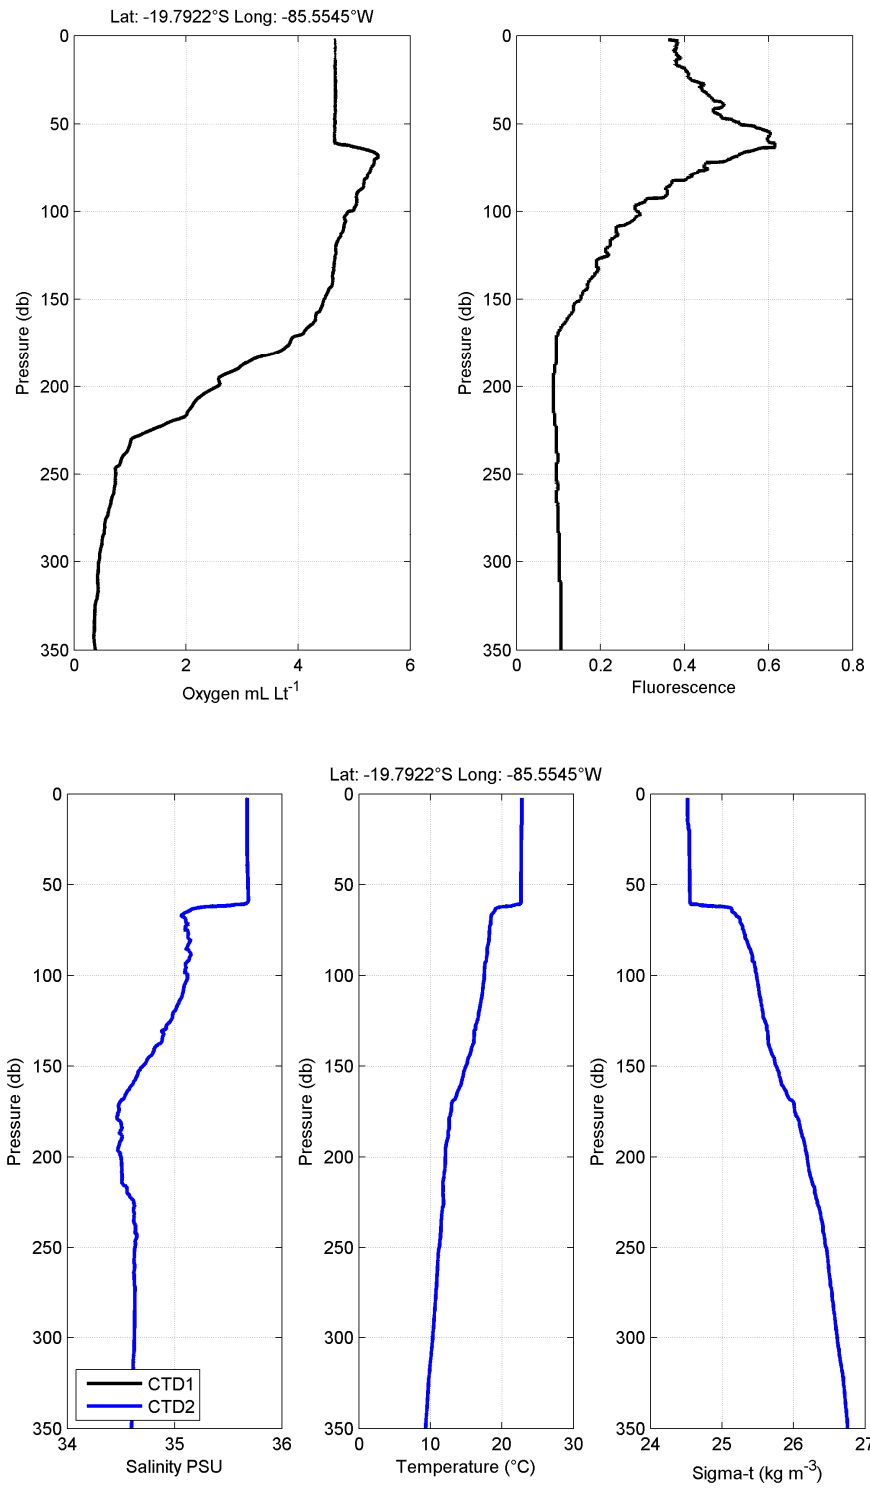 Lat: -19.7922°S Long: -85.5545°W
0
50
100
150
200
250
300
350
Pressure (db)
0 2 4 6
Oxygen mL Lt-1
0
50
100
150
200
250
300
350
Pressure (db)
0 0.2 0.4 0.6 0.8
Fluorescence
Lat: -19.7922°S Long: -85.5545°W
0
50
100
150
200
250
300
350
Pressure (db)
CTD1
CTD2
34 35 36
Salinity PSU
0
50
100
150
200
250
300
350
Pressure (db)
0 10 20 30
Temperature (°C)
0
50
100
150
200
250
300
350
Pressure (db)
24 25 26 27
Sigma-t (kg m-3)